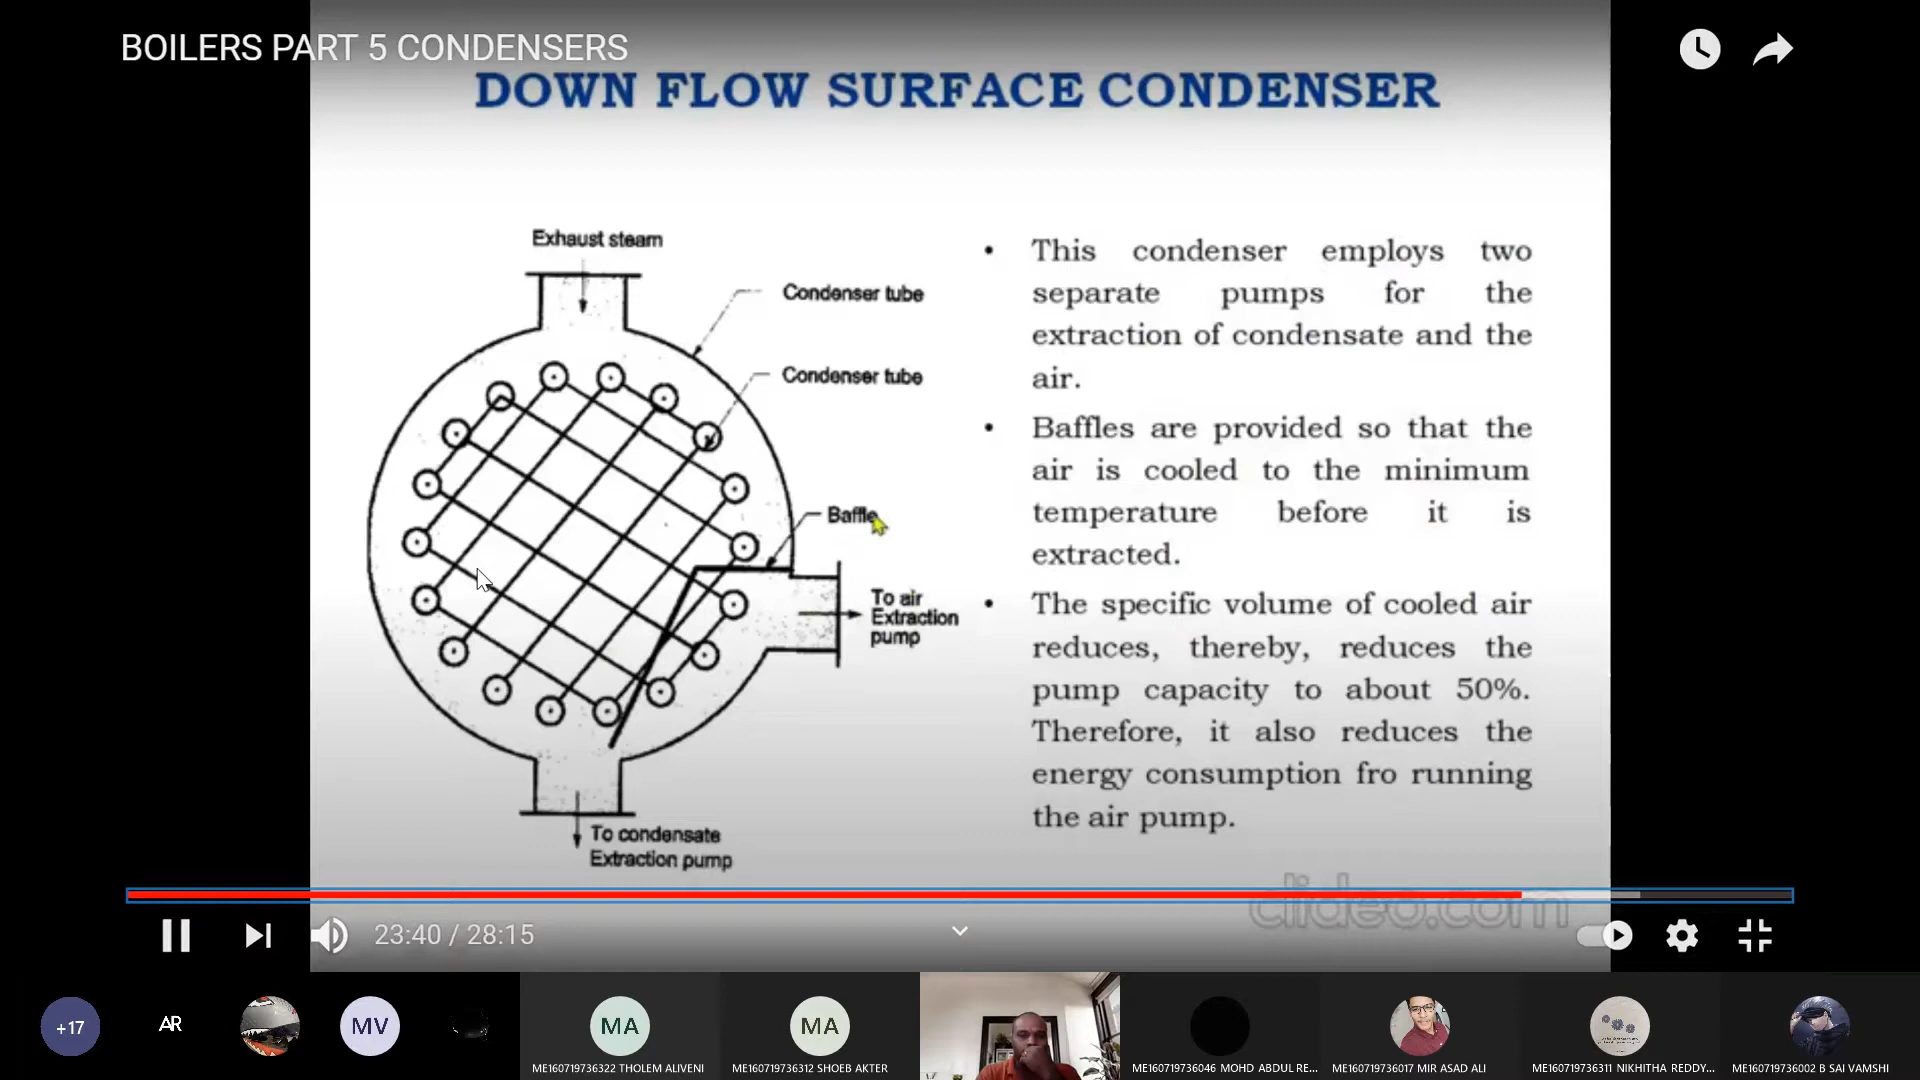 BOILERS PART 5 CONDENSERS
DOWN FLOW SURFACE CONDENSER
Exhaust steam
Condenser tube
Condenser tube
Baffle
To air
Extraction
pump
To condensate
Extraction pump
• This condenser employs two
separate pumps for the
extraction of condensate and the
air.
• Baffles are provided so that the
air is cooled to the minimum
temperature before it is
extracted.
• The specific volume of cooled air
reduces, thereby, reduces the
pump capacity to about 50%.
Therefore, it also reduces the
energy consumption fro running
the air pump.
clideo.com
23:40 / 28:15
+17
AR
MV
MA
MA
ME160719736322 THOLEM ALIVENI
ME160719736312 SHOEB AKTER
ME160719736046 MOHD ABDUL RE...
ME160719736017 MIR ASAD ALI
ME160719736311 NIKHITHA REDDY...
ME160719736002 B SAI VAMSHI